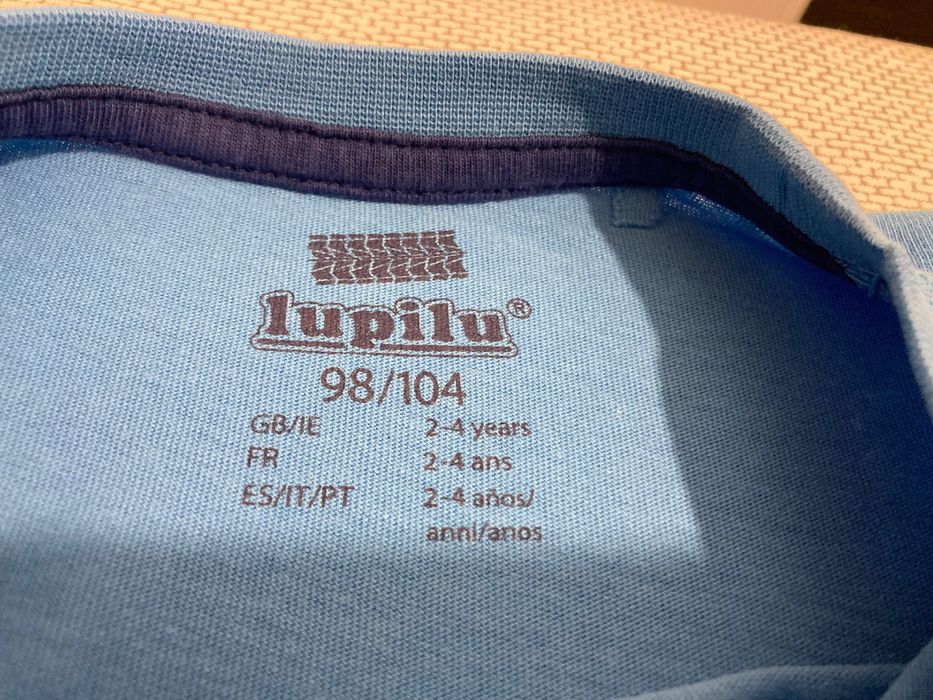 lupilu®
98/104
GB/IE 2-4 years
FR 2-4 ans
ES/IT/PT 2-4 años/
anni/anos